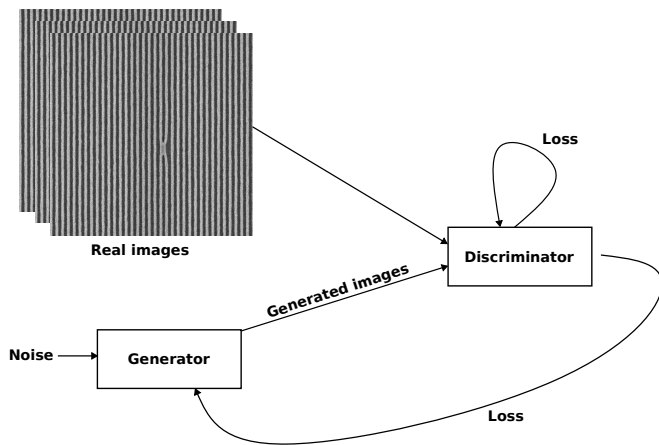 Real images
Loss
Discriminator
Generated images
Noise
Generator
Loss